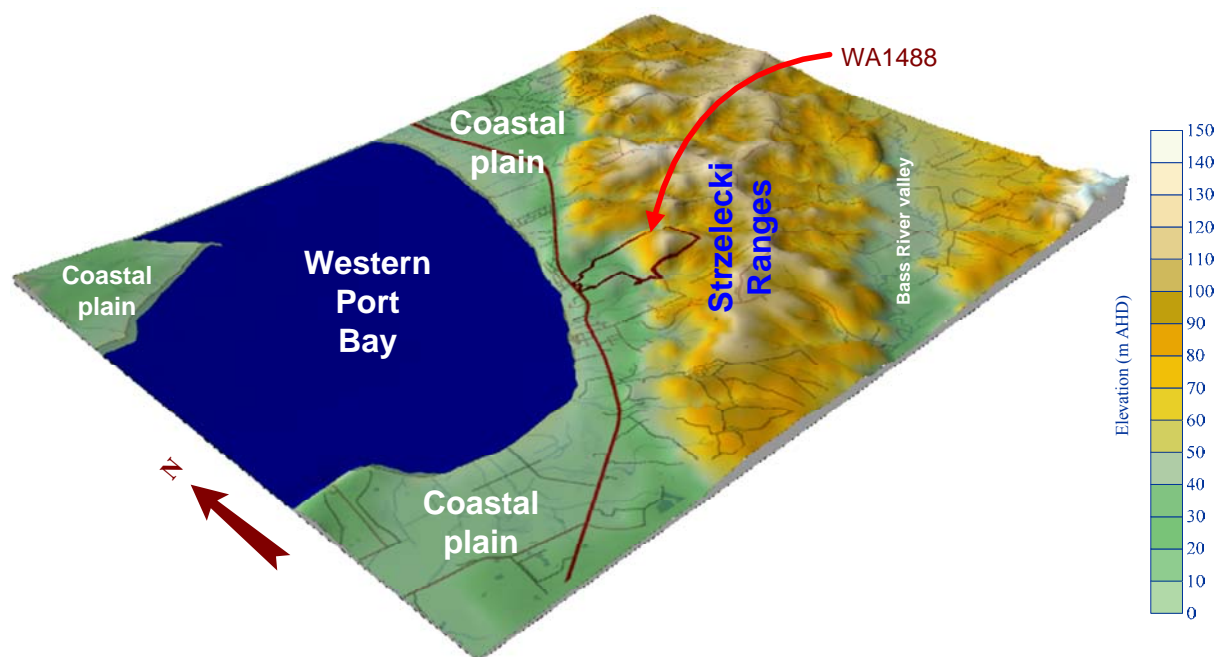 WA1488
Coastal
plain
Strzelecki
Ranges
Bass River valley
Coastal
plain
Western
Port
Bay
N
Coastal
plain
Elevation (m AHD)
150
140
130
120
110
100
90
80
70
60
50
40
30
20
10
0